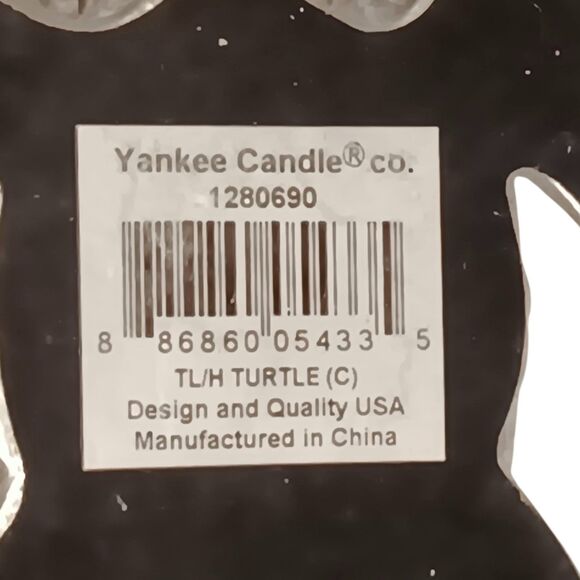 Yankee Candle® co.
1280690
8 86860 05433 5
TL/H TURTLE (C)
Design and Quality USA
Manufactured in China